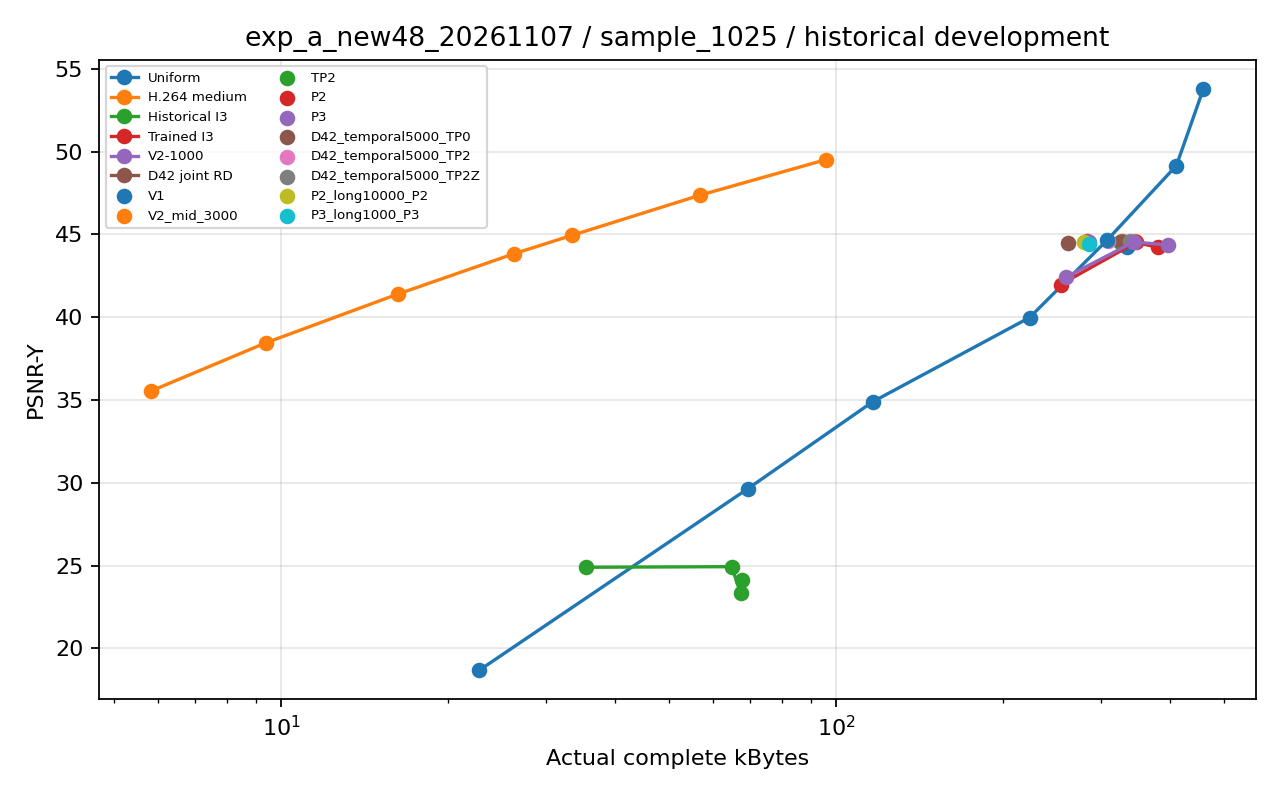 exp_a_new48_20261107 / sample_1025 / historical development
Uniform
H.264 medium
Historical I3
Trained I3
V2-1000
D42 joint RD
V1
V2_mid_3000
TP2
P2
P3
D42_temporal5000_TP0
D42_temporal5000_TP2
D42_temporal5000_TP2Z
P2_long10000_P2
P3_long1000_P3
55
50
45
40
35
30
25
20
PSNR-Y
10¹
10²
Actual complete kBytes